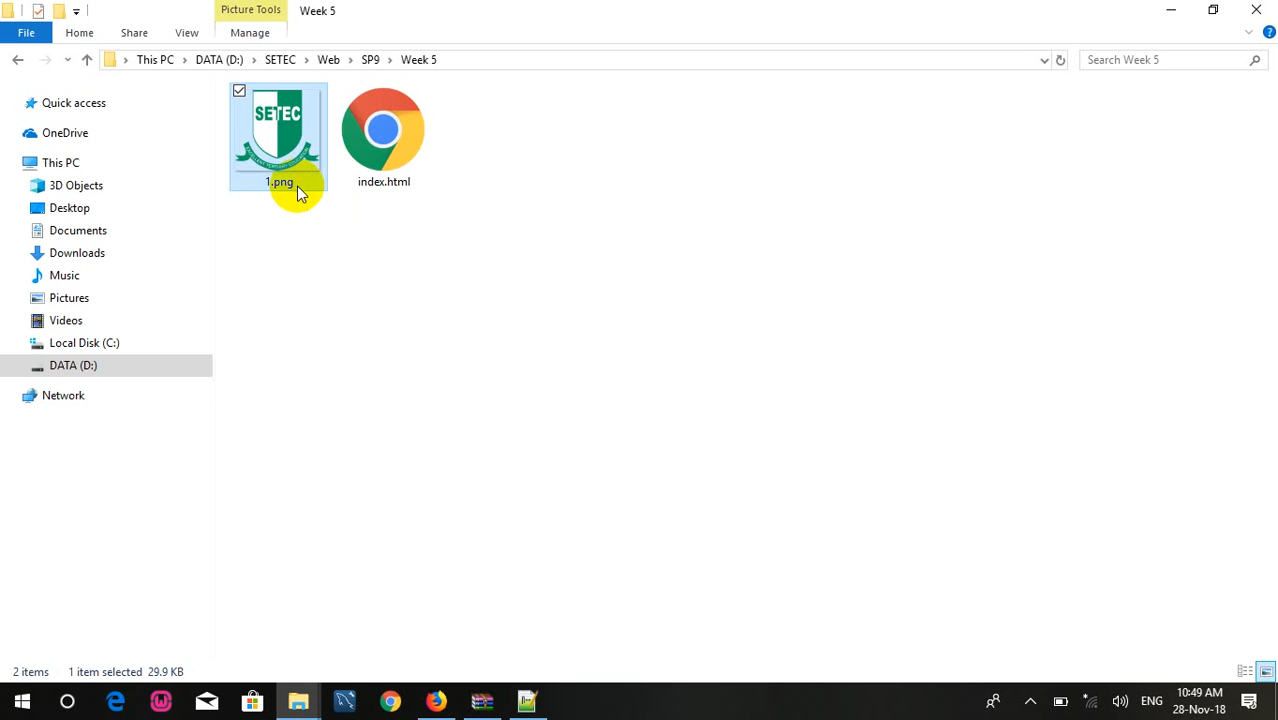 Picture Tools
Week 5
File
Home
Share
View
Manage
This PC
DATA (D:)
SETEC
Web
SP9
Week 5
Search Week 5
Quick access
OneDrive
This PC
3D Objects
Desktop
Documents
Downloads
Music
Pictures
Videos
Local Disk (C:)
DATA (D:)
Network
SETEC
1.png
index.html
2 items
1 item selected 29.9 KB
ENG
10:49 AM
28-Nov-18